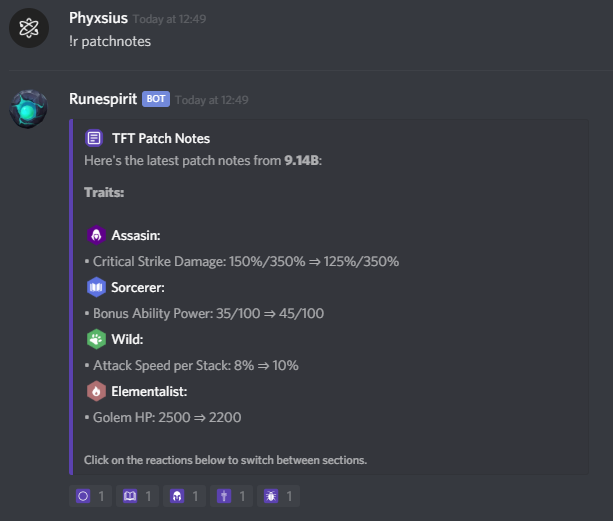 Phyxsius Today at 12:49
!r patchnotes
Runespirit BOT Today at 12:49
TFT Patch Notes
Here's the latest patch notes from 9.14B:
Traits:
Assasin:
• Critical Strike Damage: 150%/350% ⇒ 125%/350%
Sorcerer:
• Bonus Ability Power: 35/100 ⇒ 45/100
Wild:
• Attack Speed per Stack: 8% ⇒ 10%
Elementalist:
• Golem HP: 2500 ⇒ 2200
Click on the reactions below to switch between sections.
1 1 1 1 1